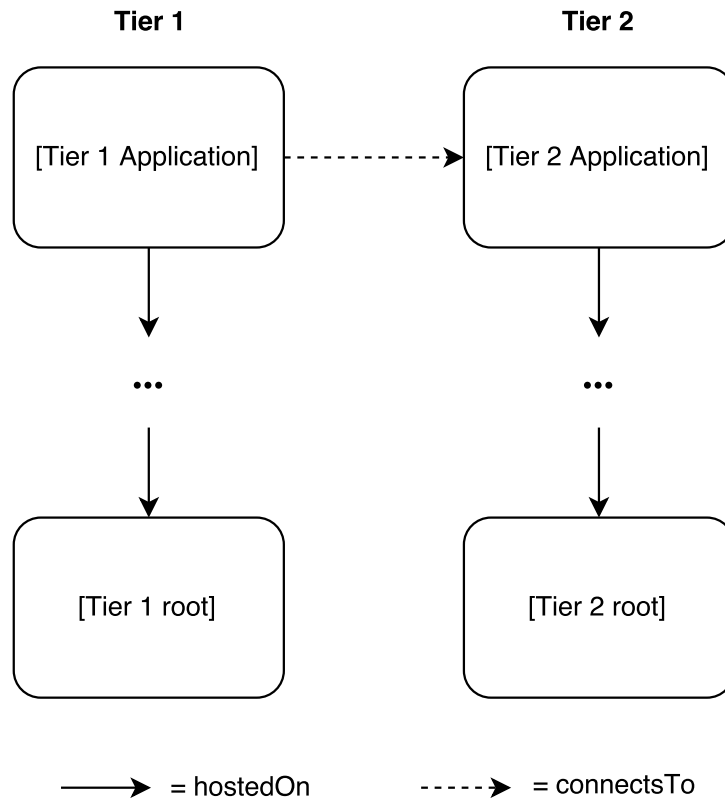 Tier 1
Tier 2
[Tier 1 Application]
[Tier 2 Application]
...
...
[Tier 1 root]
[Tier 2 root]
= hostedOn
= connectsTo